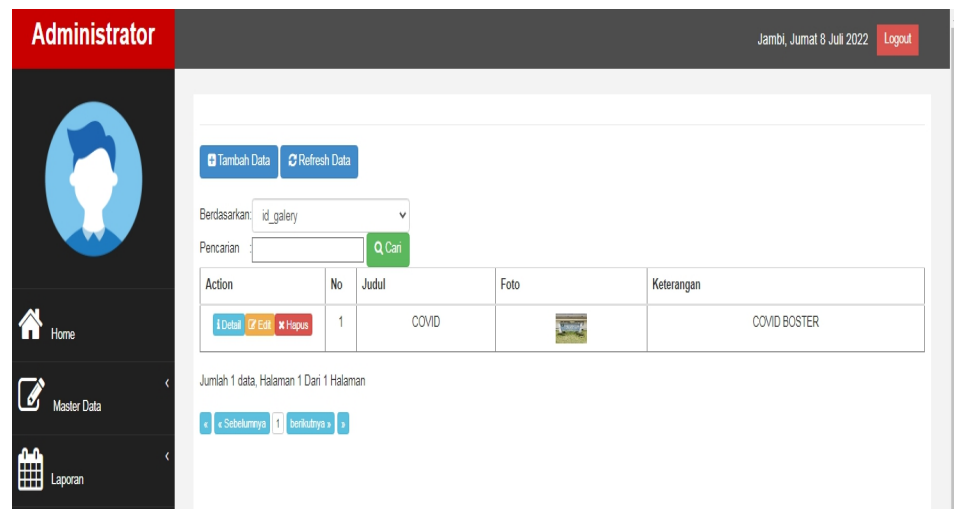 Administrator
Jambi, Jumat 8 Juli 2022 Logout
Tambah Data Refresh Data
Berdasarkan: id_galery
Pencarian : Cari
Action No Judul Foto Keterangan
Detail Edit Hapus 1 COVID COVID BOSTER
Home
Jumlah 1 data, Halaman 1 Dari 1 Halaman
Master Data
« « Sebelumnya 1 berikutnya » »
Laporan